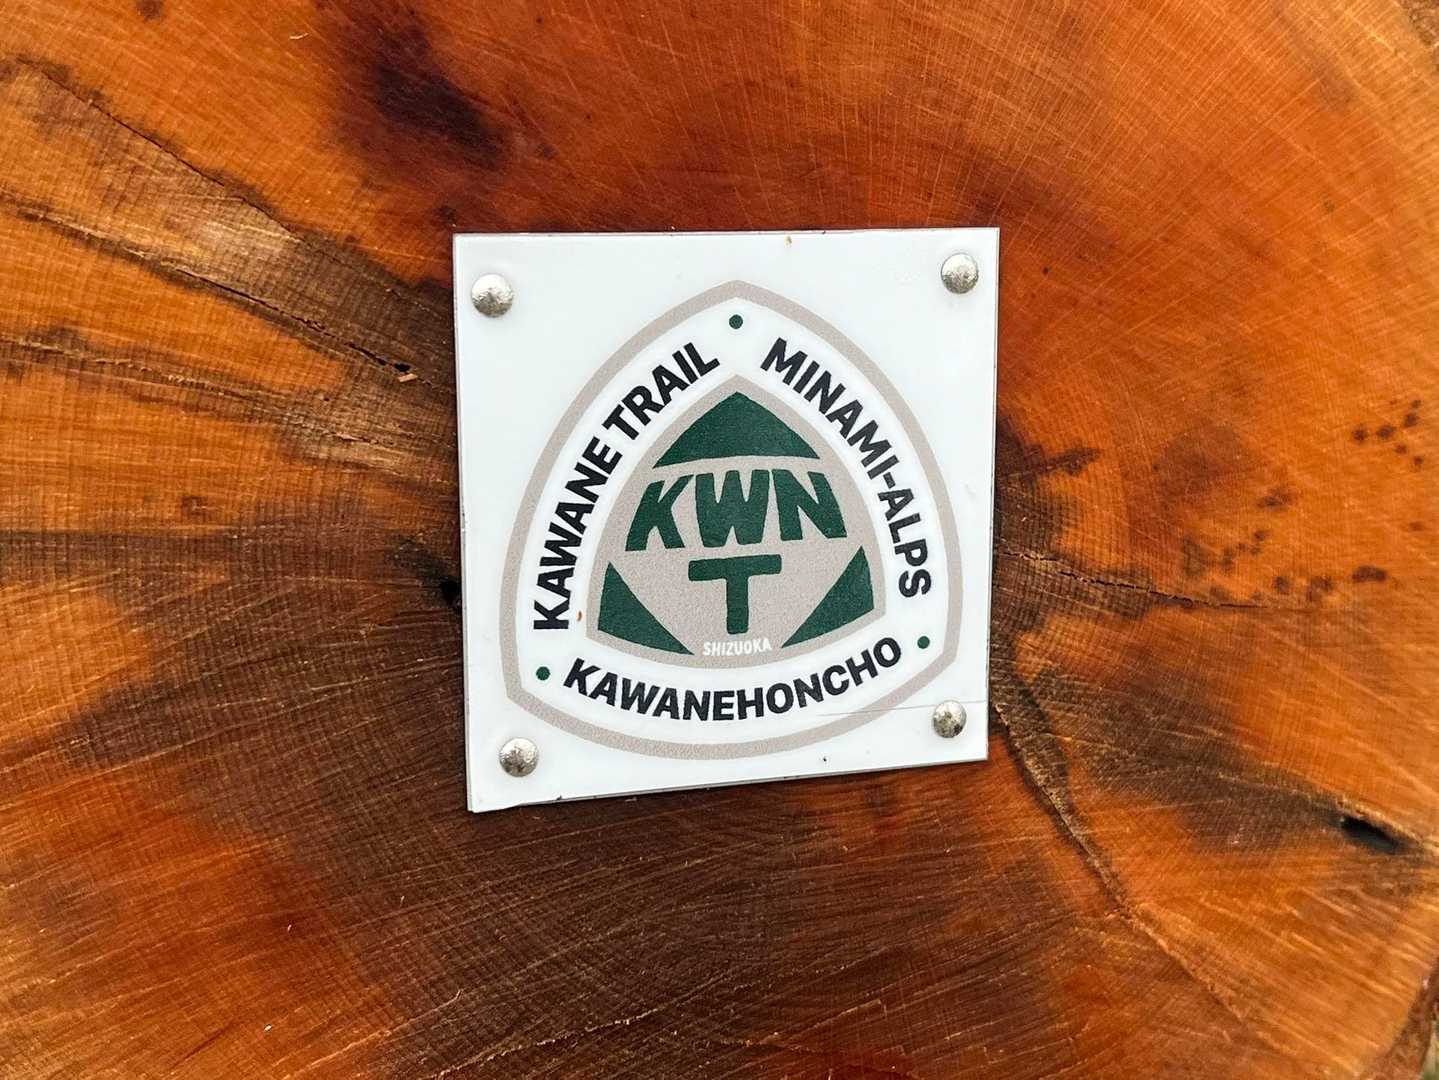 KAWANE TRAIL
MINAMI-ALPS
KWN
T
SHIZUOKA
KAWANEHONCHO